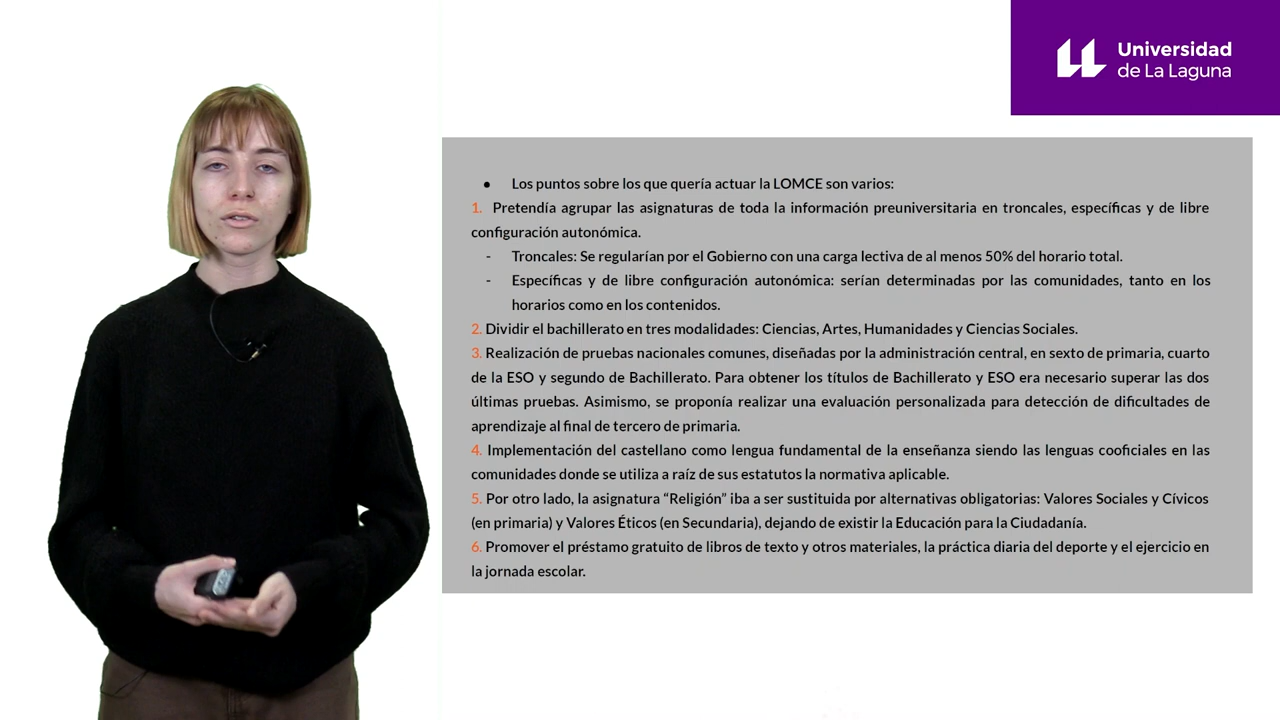 Universidad
de La Laguna
● Los puntos sobre los que quería actuar la LOMCE son varios:
1. Pretendía agrupar las asignaturas de toda la información preuniversitaria en troncales, específicas y de libre
configuración autonómica.
- Troncales: Se regularían por el Gobierno con una carga lectiva de al menos 50% del horario total.
- Específicas y de libre configuración autonómica: serían determinadas por las comunidades, tanto en los
horarios como en los contenidos.
2. Dividir el bachillerato en tres modalidades: Ciencias, Artes, Humanidades y Ciencias Sociales.
3. Realización de pruebas nacionales comunes, diseñadas por la administración central, en sexto de primaria, cuarto
de la ESO y segundo de Bachillerato. Para obtener los títulos de Bachillerato y ESO era necesario superar las dos
últimas pruebas. Asimismo, se proponía realizar una evaluación personalizada para detección de dificultades de
aprendizaje al final de tercero de primaria.
4. Implementación del castellano como lengua fundamental de la enseñanza siendo las lenguas cooficiales en las
comunidades donde se utiliza a raíz de sus estatutos la normativa aplicable.
5. Por otro lado, la asignatura “Religión” iba a ser sustituida por alternativas obligatorias: Valores Sociales y Cívicos
(en primaria) y Valores Éticos (en Secundaria), dejando de existir la Educación para la Ciudadanía.
6. Promover el préstamo gratuito de libros de texto y otros materiales, la práctica diaria del deporte y el ejercicio en
la jornada escolar.